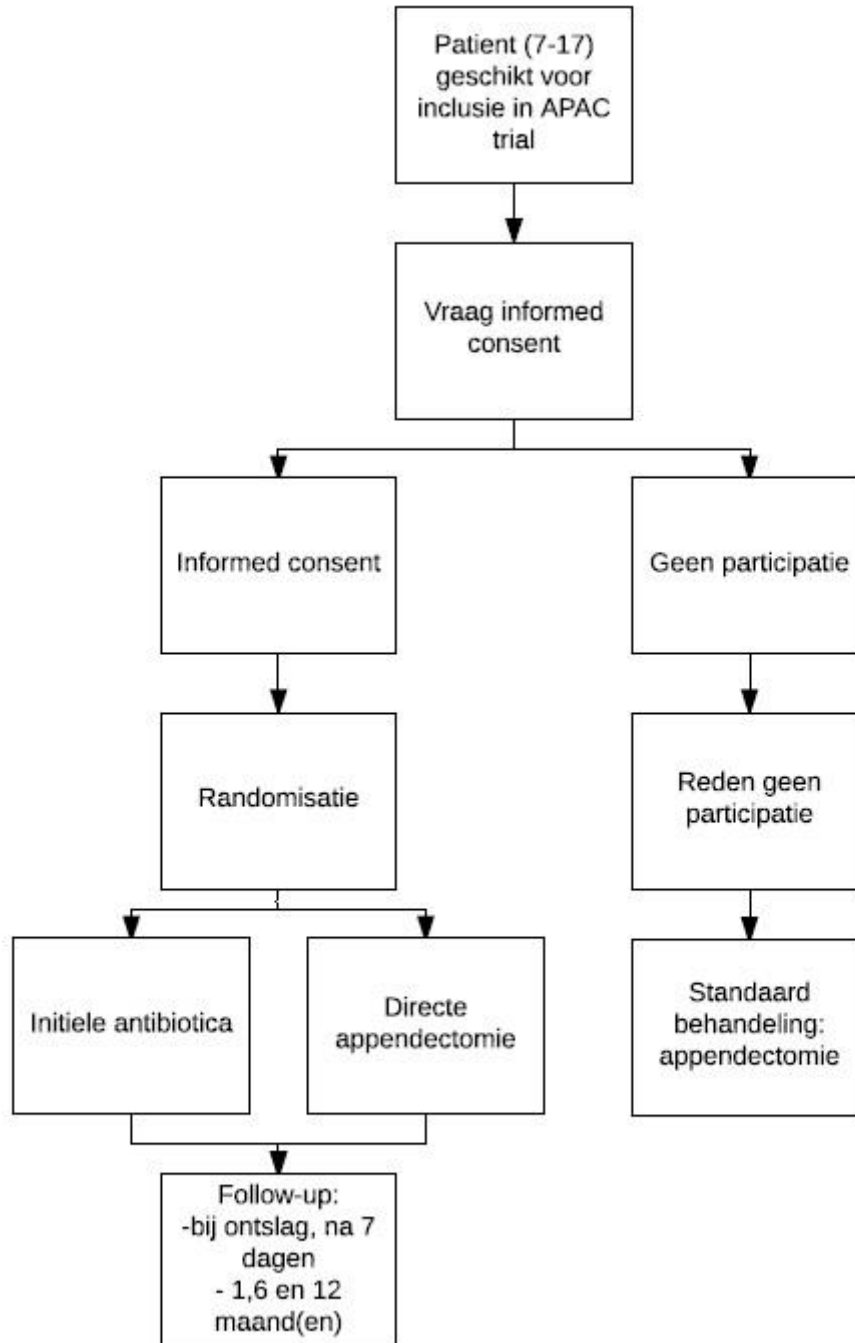 Patient (7-17)
geschikt voor
inclusie in APAC
trial
Vraag informed
consent
Informed consent
Geen participatie
Randomisatie
Reden geen
participatie
Initiele antibiotica
Directe
appendectomie
Standaard
behandeling:
appendectomie
Follow-up:
-bij ontslag, na 7
dagen
- 1,6 en 12
maand(en)